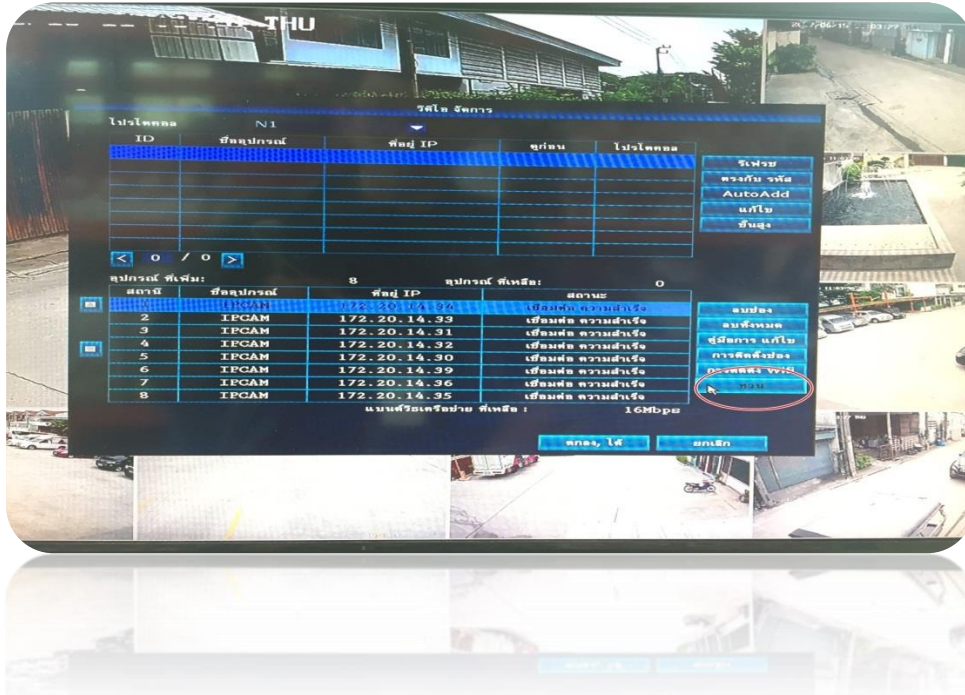 THU
วีดีโอ จัดการ
โปรโตคอล N1
ID ชื่ออุปกรณ์ ที่อยู่ IP ดูก่อน โปรโตคอล
รีเฟรช
ตรงกับ รหัส
AutoAdd
แก้ไข
ขั้นสูง
< 0 / 0 >
อุปกรณ์ ที่เพิ่ม: 8 อุปกรณ์ ที่เหลือ: 0
สถานี ชื่ออุปกรณ์ ที่อยู่ IP สถานะ
IPCAM 172.20.14.34 เชื่อมต่อ ความสำเร็จ
2 IPCAM 172.20.14.33 เชื่อมต่อ ความสำเร็จ
3 IPCAM 172.20.14.31 เชื่อมต่อ ความสำเร็จ
4 IPCAM 172.20.14.32 เชื่อมต่อ ความสำเร็จ
5 IPCAM 172.20.14.30 เชื่อมต่อ ความสำเร็จ
6 IPCAM 172.20.14.39 เชื่อมต่อ ความสำเร็จ
7 IPCAM 172.20.14.36 เชื่อมต่อ ความสำเร็จ
8 IPCAM 172.20.14.35 เชื่อมต่อ ความสำเร็จ
ลบช่อง
ลบทั้งหมด
คู่มือการ แก้ไข
การติดตั้งช่อง
WiFi
ทวน
แบนด์วิธเครือข่าย ที่เหลือ : 16Mbps
ตกลง, ได้ ยกเลิก